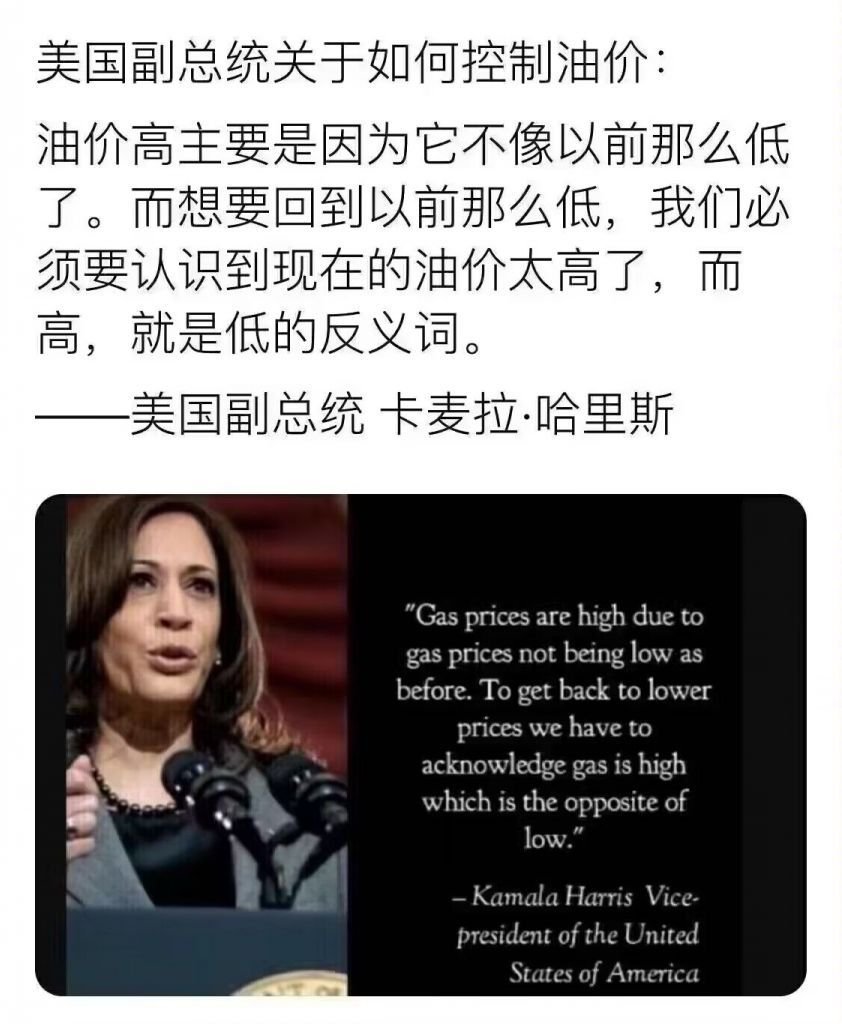 美国副总统关于如何控制油价：
油价高主要是因为它不像以前那么低
了。而想要回到以前那么低，我们必
须要认识到现在的油价太高了，而
高，就是低的反义词。
——美国副总统 卡麦拉·哈里斯
"Gas prices are high due to
gas prices not being low as
before. To get back to lower
prices we have to
acknowledge gas is high
which is the opposite of
low."
– Kamala Harris Vice-
president of the United
States of America